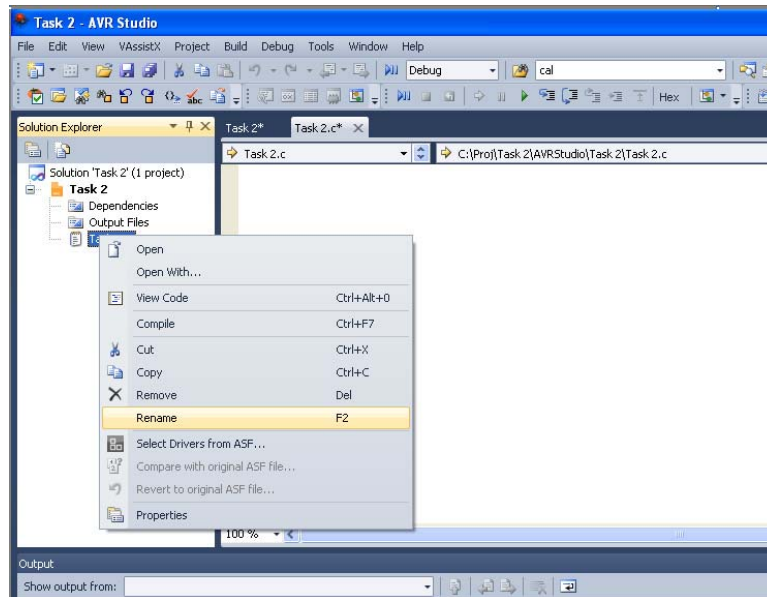 Task 2 - AVR Studio
File Edit View VAssistX Project Build Debug Tools Window Help
Debug cal
Hex
Solution Explorer
Task 2* Task 2.c*
Task 2.c C:\Proj\Task 2\AVRStudio\Task 2\Task 2.c
Solution 'Task 2' (1 project)
Task 2
Dependencies
Output Files
Open
Open With...
View Code Ctrl+Alt+0
Compile Ctrl+F7
Cut Ctrl+X
Copy Ctrl+C
Remove Del
Rename F2
Select Drivers from ASF...
Compare with original ASF file...
Revert to original ASF file...
Properties
100 %
Output
Show output from: